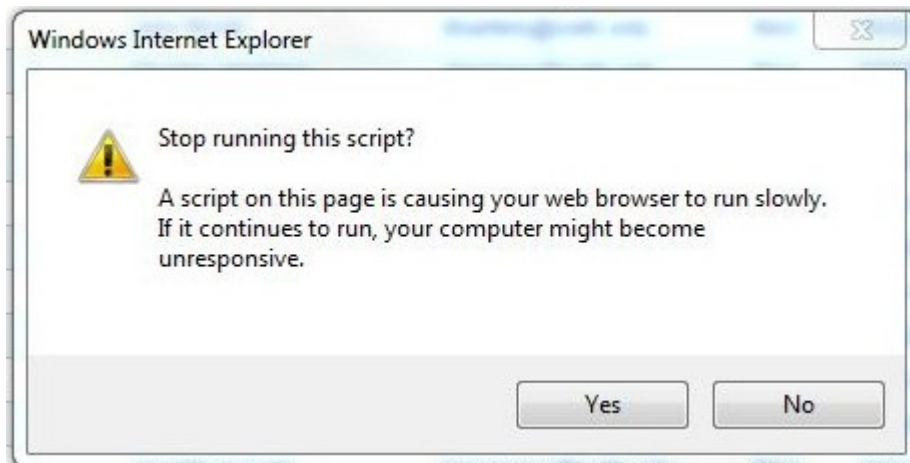 Windows Internet Explorer
Stop running this script?
A script on this page is causing your web browser to run slowly.
If it continues to run, your computer might become
unresponsive.
Yes
No